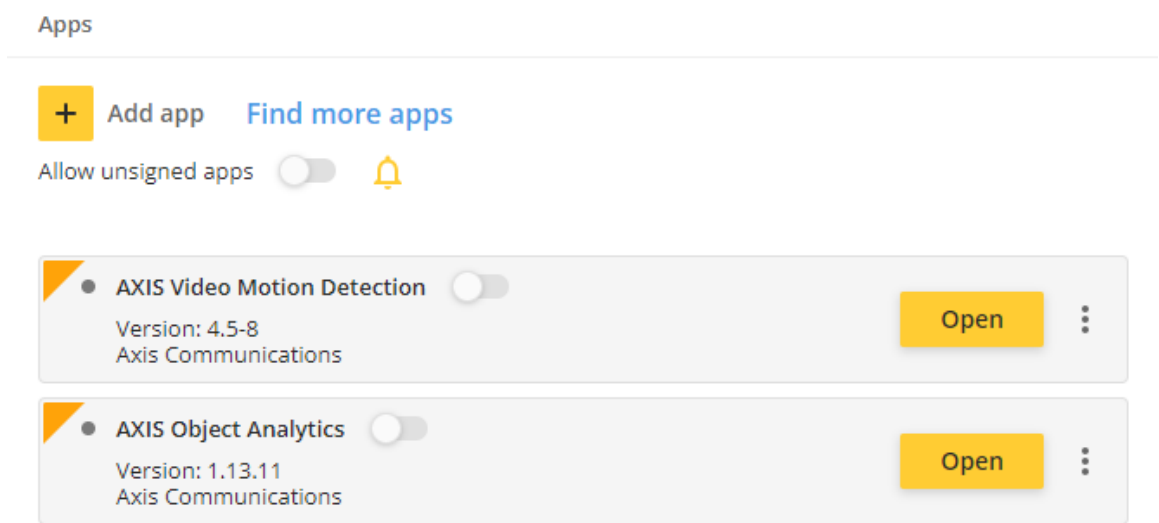 Apps
+ Add app Find more apps
Allow unsigned apps
AXIS Video Motion Detection
Version: 4.5-8
Axis Communications
Open
AXIS Object Analytics
Version: 1.13.11
Axis Communications
Open